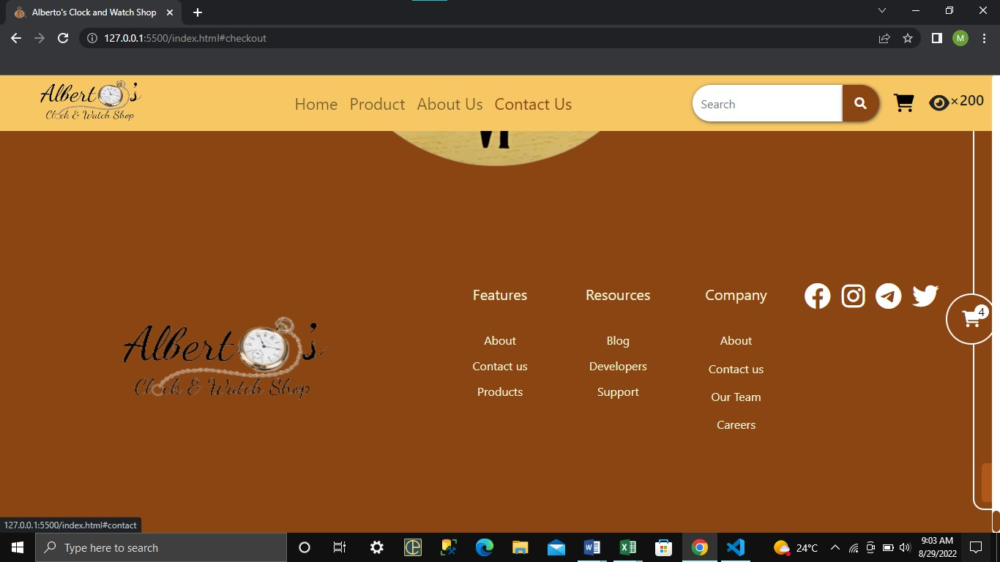 Alberto's Clock and Watch Shop
127.0.0.1:5500/index.html#checkout
M
Albert's
Clock & Watch Shop
Home Product About Us Contact Us
Search
×200
VI
Features Resources Company
4
Albert's
Clock & Watch Shop
About Blog About
Contact us Developers Contact us
Products Support Our Team
Careers
127.0.0.1:5500/index.html#contact
Type here to search
24°C
9:03 AM
8/29/2022